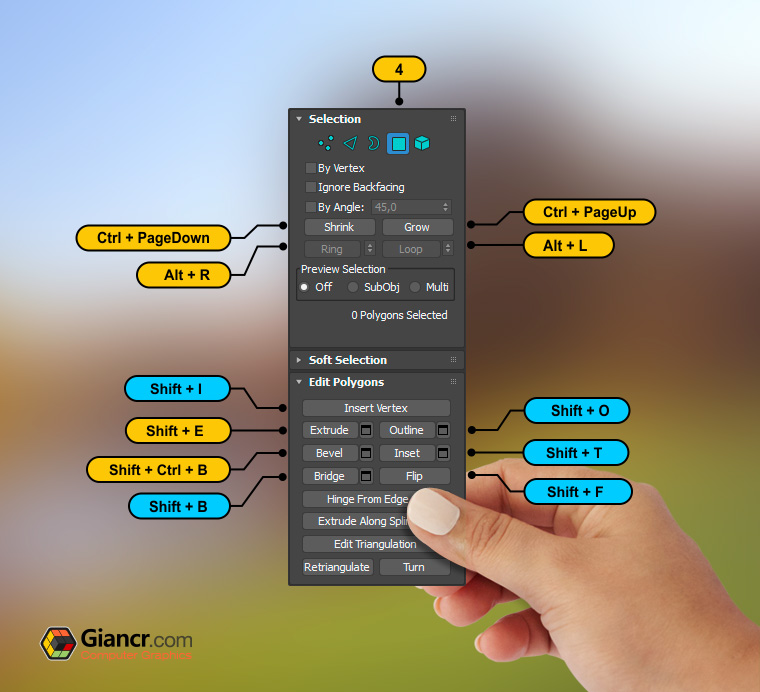 4
Selection
By Vertex
Ignore Backfacing
By Angle: 45,0
Ctrl + PageDown
Ctrl + PageUp
Shrink Grow
Alt + R
Alt + L
Ring Loop
Preview Selection
Off SubObj Multi
0 Polygons Selected
Soft Selection
Edit Polygons
Shift + I
Insert Vertex
Shift + O
Shift + E
Extrude Outline
Shift + Ctrl + B
Bevel Inset
Shift + T
Shift + B
Bridge Flip
Shift + F
Hinge From Edge
Extrude Along
Edit Triangulation
Retriangulate Turn
Giancr.com